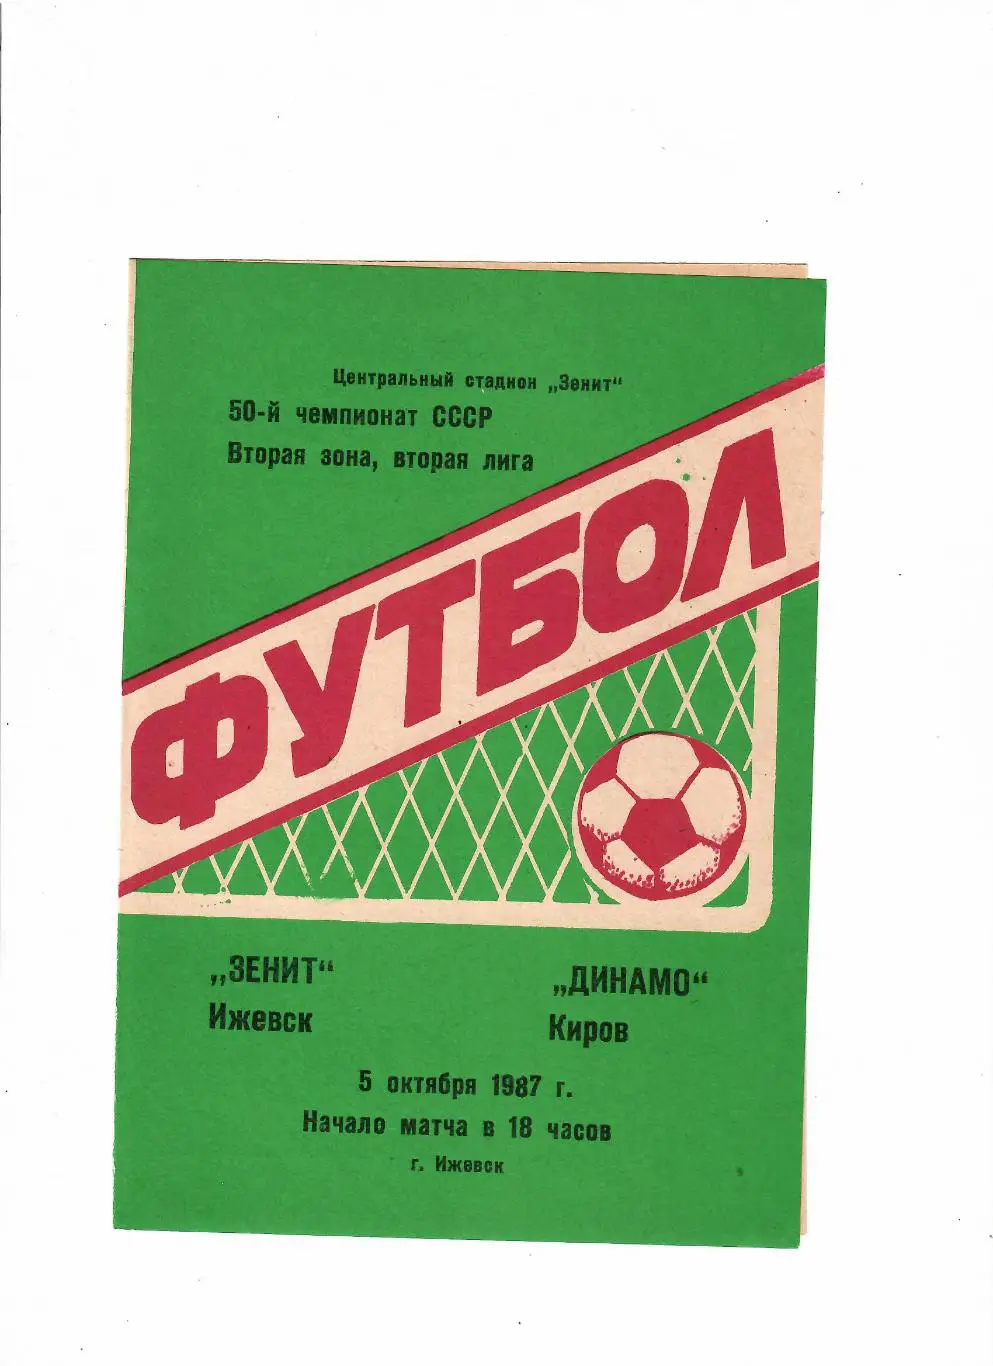 Центральный стадион „Зенит“
50-й чемпионат СССР
Вторая зона, вторая лига
ФУТБОЛ
„ЗЕНИТ“
Ижевск
„ДИНАМО“
Киров
5 октября 1987 г.
Начало матча в 18 часов
г. Ижевск